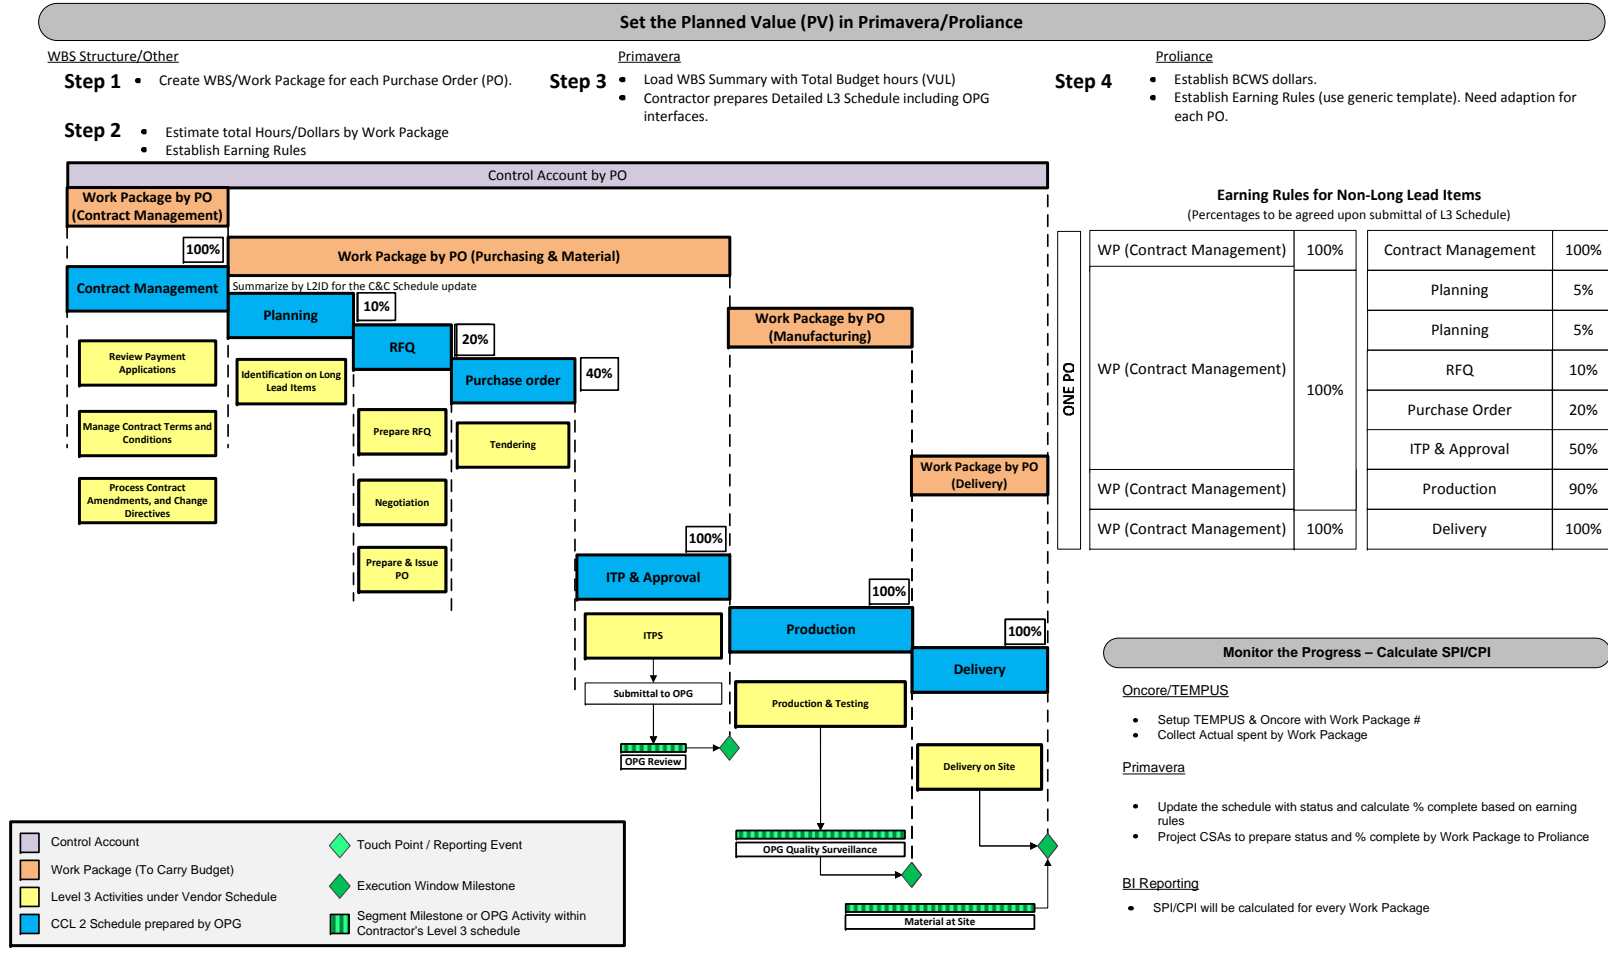 Set the Planned Value (PV) in Primavera/Proliance
WBS Structure/Other
Step 1
• Create WBS/Work Package for each Purchase Order (PO).
Step 2
• Estimate total Hours/Dollars by Work Package
• Establish Earning Rules
Primavera
Step 3
• Load WBS Summary with Total Budget hours (VUL)
• Contractor prepares Detailed L3 Schedule including OPG
interfaces.
Proliance
Step 4
• Establish BCWS dollars.
• Establish Earning Rules (use generic template). Need adaption for
each PO.
Control Account by PO
Work Package by PO
(Contract Management)
100%
Work Package by PO (Purchasing & Material)
Contract Management
Summarize by L2ID for the C&C Schedule update
Planning
10%
RFQ
20%
Purchase order
40%
Work Package by PO
(Manufacturing)
Review Payment
Applications
Identification on Long
Lead Items
Manage Contract Terms and
Conditions
Prepare RFQ
Tendering
Process Contract
Amendments, and Change
Directives
Negotiation
Prepare & Issue
PO
Work Package by PO
(Delivery)
100%
ITP & Approval
100%
Production
100%
Delivery
ITPS
Submittal to OPG
OPG Review
Production & Testing
Delivery on Site
OPG Quality Surveillance
Material at Site
Earning Rules for Non-Long Lead Items
(Percentages to be agreed upon submittal of L3 Schedule)
ONE PO
WP (Contract Management) 100%
WP (Contract Management)
100%
WP (Contract Management)
WP (Contract Management) 100%
Contract Management 100%
Planning 5%
Planning 5%
RFQ 10%
Purchase Order 20%
ITP & Approval 50%
Production 90%
Delivery 100%
Monitor the Progress – Calculate SPI/CPI
Oncore/TEMPUS
• Setup TEMPUS & Oncore with Work Package #
• Collect Actual spent by Work Package
Primavera
• Update the schedule with status and calculate % complete based on earning
rules
• Project CSAs to prepare status and % complete by Work Package to Proliance
BI Reporting
• SPI/CPI will be calculated for every Work Package
Control Account
Work Package (To Carry Budget)
Level 3 Activities under Vendor Schedule
CCL 2 Schedule prepared by OPG
Touch Point / Reporting Event
Execution Window Milestone
Segment Milestone or OPG Activity within
Contractor's Level 3 schedule